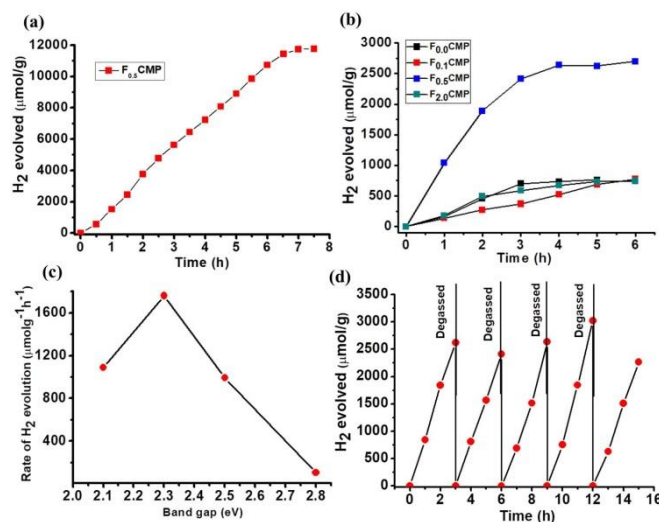 (a)
12000
10000
8000
6000
4000
2000
0
H₂ evolved (μmol/g)
F₀.₅CMP
0 1 2 3 4 5 6 7 8
Time (h)
(b)
3000
2500
2000
1500
1000
500
0
H₂ evolved (μmol/g)
F₀.₀CMP
F₀.₁CMP
F₀.₅CMP
F₂.₀CMP
0 1 2 3 4 5 6
Time (h)
(c)
1600
1200
800
400
Rate of H₂ evolution (μmolg⁻¹h⁻¹)
2.0 2.1 2.2 2.3 2.4 2.5 2.6 2.7 2.8
Band gap (eV)
(d)
3500
3000
2500
2000
1500
1000
500
0
H₂ evolved (μmol/g)
Degassed
Degassed
Degassed
Degassed
0 2 4 6 8 10 12 14 16
Time (h)